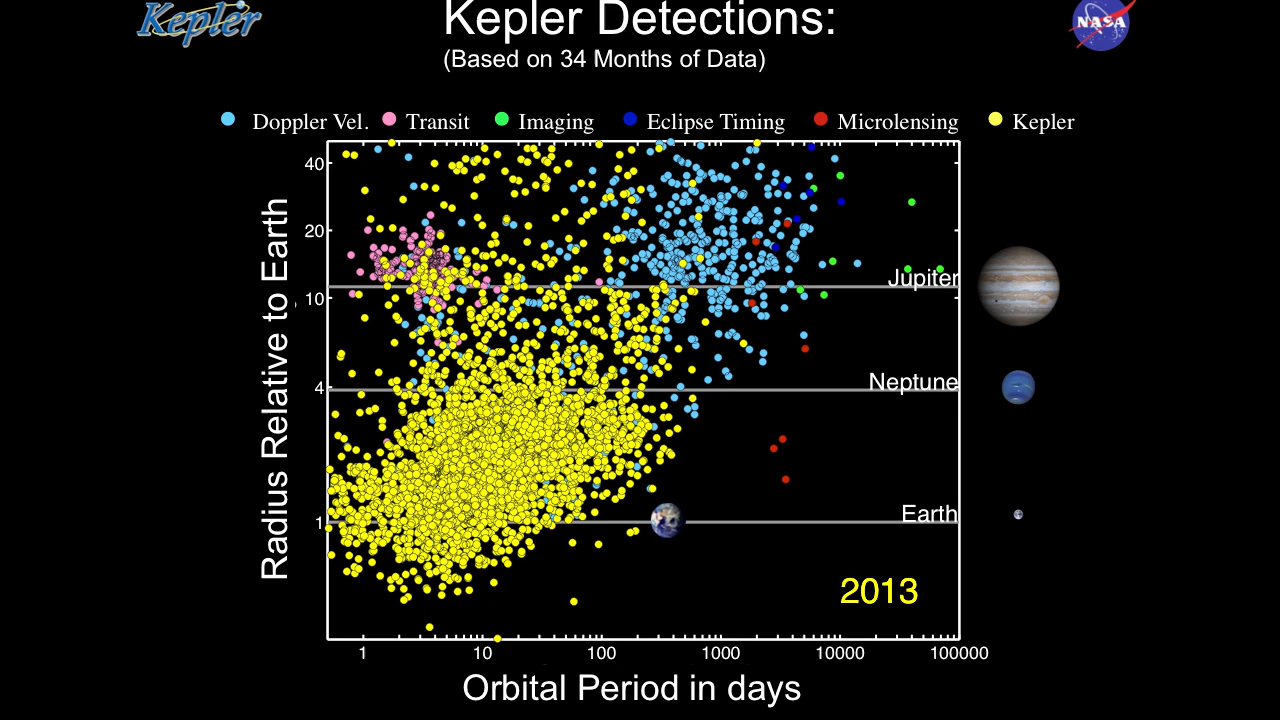 Kepler
Kepler Detections:
NASA
(Based on 34 Months of Data)
Doppler Vel. Transit Imaging Eclipse Timing Microlensing Kepler
Radius Relative to Earth
40
20
10
4
1
Jupiter
Neptune
Earth
2013
1 10 100 1000 10000 100000
Orbital Period in days